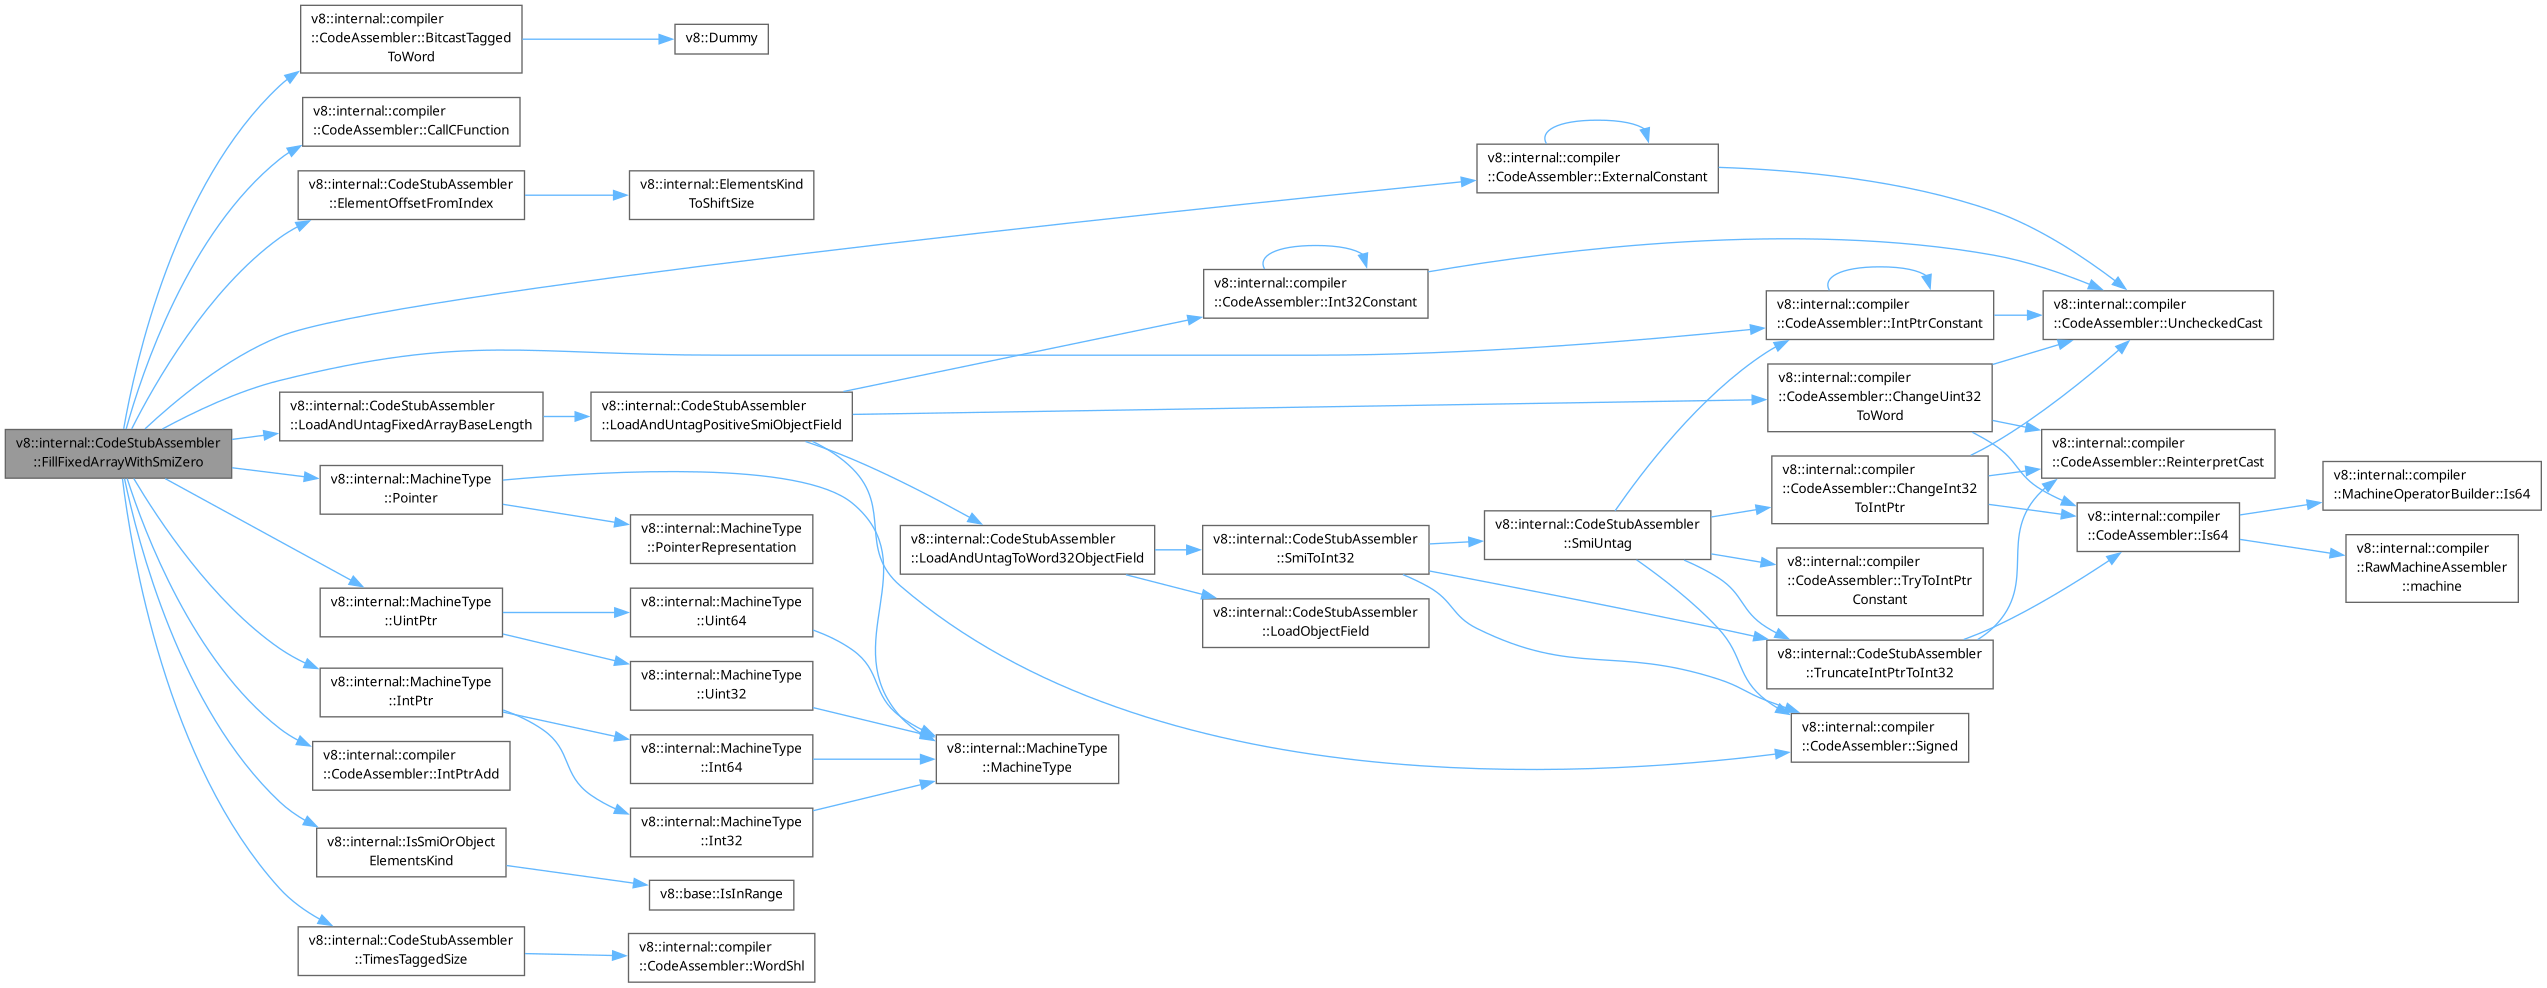 v8::internal::CodeStubAssembler
::FillFixedArrayWithSmiZero
v8::internal::compiler
::CodeAssembler::BitcastTagged
ToWord
v8::Dummy
v8::internal::compiler
::CodeAssembler::CallCFunction
v8::internal::CodeStubAssembler
::ElementOffsetFromIndex
v8::internal::ElementsKind
ToShiftSize
v8::internal::compiler
::CodeAssembler::ExternalConstant
v8::internal::compiler
::CodeAssembler::Int32Constant
v8::internal::compiler
::CodeAssembler::IntPtrConstant
v8::internal::compiler
::CodeAssembler::UncheckedCast
v8::internal::CodeStubAssembler
::LoadAndUntagFixedArrayBaseLength
v8::internal::CodeStubAssembler
::LoadAndUntagPositiveSmiObjectField
v8::internal::compiler
::CodeAssembler::ChangeUint32
ToWord
v8::internal::compiler
::CodeAssembler::ReinterpretCast
v8::internal::MachineType
::Pointer
v8::internal::MachineType
::PointerRepresentation
v8::internal::CodeStubAssembler
::LoadAndUntagToWord32ObjectField
v8::internal::CodeStubAssembler
::SmiToInt32
v8::internal::CodeStubAssembler
::SmiUntag
v8::internal::compiler
::CodeAssembler::ChangeInt32
ToIntPtr
v8::internal::compiler
::CodeAssembler::Is64
v8::internal::compiler
::MachineOperatorBuilder::Is64
v8::internal::compiler
::RawMachineAssembler
::machine
v8::internal::compiler
::CodeAssembler::TryToIntPtr
Constant
v8::internal::CodeStubAssembler
::LoadObjectField
v8::internal::CodeStubAssembler
::TruncateIntPtrToInt32
v8::internal::compiler
::CodeAssembler::Signed
v8::internal::MachineType
::UintPtr
v8::internal::MachineType
::Uint64
v8::internal::MachineType
::Uint32
v8::internal::MachineType
::IntPtr
v8::internal::MachineType
::Int64
v8::internal::MachineType
::MachineType
v8::internal::compiler
::CodeAssembler::IntPtrAdd
v8::internal::MachineType
::Int32
v8::internal::IsSmiOrObject
ElementsKind
v8::base::IsInRange
v8::internal::CodeStubAssembler
::TimesTaggedSize
v8::internal::compiler
::CodeAssembler::WordShl